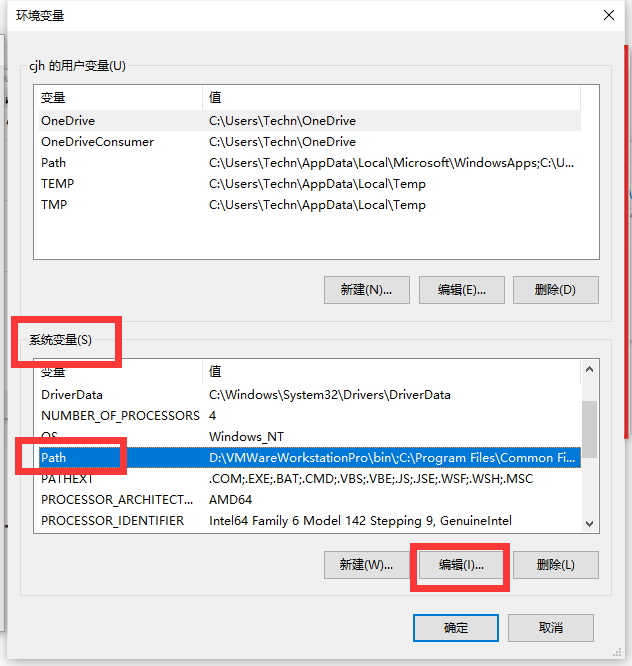 环境变量
cjh 的用户变量(U)
变量 值
OneDrive C:\Users\Techn\OneDrive
OneDriveConsumer C:\Users\Techn\OneDrive
Path C:\Users\Techn\AppData\Local\Microsoft\WindowsApps;C:\U...
TEMP C:\Users\Techn\AppData\Local\Temp
TMP C:\Users\Techn\AppData\Local\Temp
新建(N)... 编辑(E)... 删除(D)
系统变量(S)
变量 值
DriverData C:\Windows\System32\Drivers\DriverData
NUMBER_OF_PROCESSORS 4
OS Windows_NT
Path D:\VMWareWorkstationPro\bin\;C:\Program Files\Common Fi...
PATHEXT .COM;.EXE;.BAT;.CMD;.VBS;.VBE;.JS;.JSE;.WSF;.WSH;.MSC
PROCESSOR_ARCHITECT... AMD64
PROCESSOR_IDENTIFIER Intel64 Family 6 Model 142 Stepping 9, GenuineIntel
新建(W)... 编辑(I)... 删除(L)
确定 取消